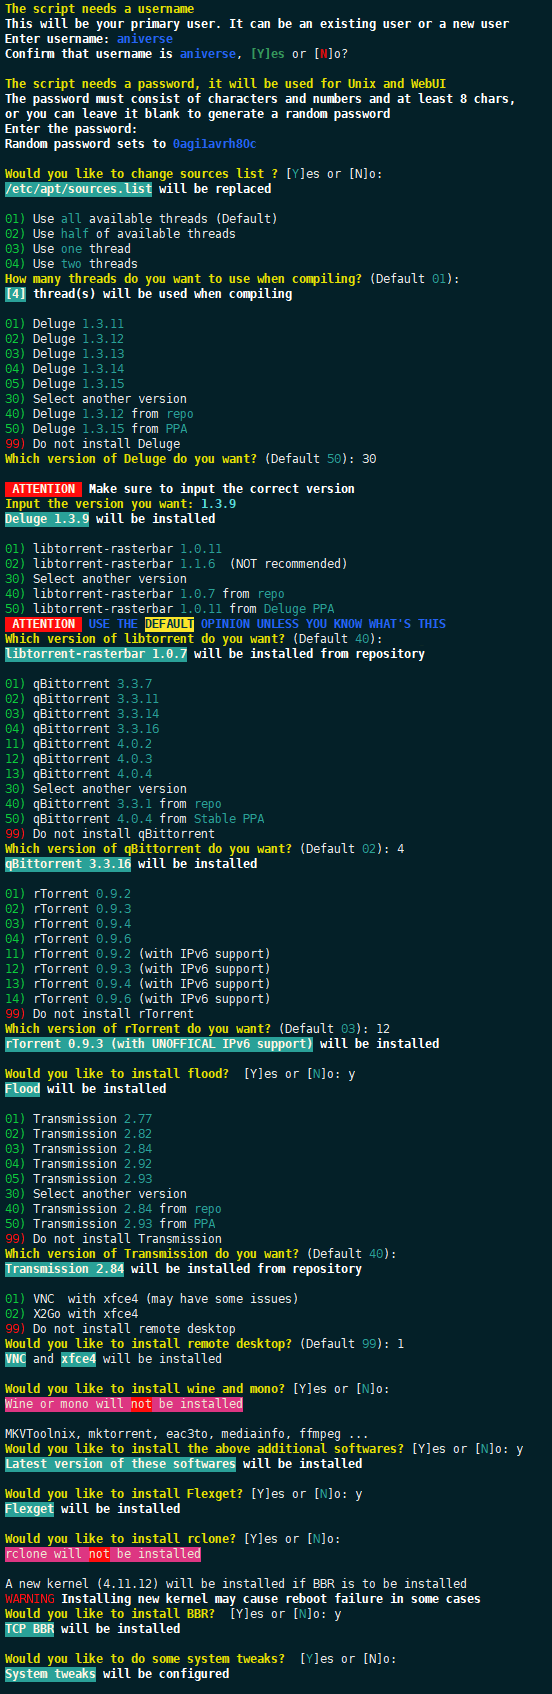 The script needs a username
This will be your primary user. It can be an existing user or a new user
Enter username: aniverse
Confirm that username is aniverse, [Y]es or [N]o?
The script needs a password, it will be used for Unix and WebUI
The password must consist of characters and numbers and at least 8 chars,
or you can leave it blank to generate a random password
Enter the password:
Random password sets to 0agi1avrh8Oc
Would you like to change sources list ? [Y]es or [N]o:
/etc/apt/sources.list will be replaced
01) Use all available threads (Default)
02) Use half of available threads
03) Use one thread
04) Use two threads
How many threads do you want to use when compiling? (Default 01):
[4] thread(s) will be used when compiling
01) Deluge 1.3.11
02) Deluge 1.3.12
03) Deluge 1.3.13
04) Deluge 1.3.14
05) Deluge 1.3.15
30) Select another version
40) Deluge 1.3.12 from repo
50) Deluge 1.3.15 from PPA
99) Do not install Deluge
Which version of Deluge do you want? (Default 50): 30
ATTENTION Make sure to input the correct version
Input the version you want: 1.3.9
Deluge 1.3.9 will be installed
01) libtorrent-rasterbar 1.0.11
02) libtorrent-rasterbar 1.1.6  (NOT recommended)
30) Select another version
40) libtorrent-rasterbar 1.0.7 from repo
50) libtorrent-rasterbar 1.0.11 from Deluge PPA
ATTENTION USE THE DEFAULT OPINION UNLESS YOU KNOW WHAT'S THIS
Which version of libtorrent do you want? (Default 40):
libtorrent-rasterbar 1.0.7 will be installed from repository
01) qBittorrent 3.3.7
02) qBittorrent 3.3.11
03) qBittorrent 3.3.14
04) qBittorrent 3.3.16
11) qBittorrent 4.0.2
12) qBittorrent 4.0.3
13) qBittorrent 4.0.4
30) Select another version
40) qBittorrent 3.3.1 from repo
50) qBittorrent 4.0.4 from Stable PPA
99) Do not install qBittorrent
Which version of qBittorrent do you want? (Default 02): 4
qBittorrent 3.3.16 will be installed
01) rTorrent 0.9.2
02) rTorrent 0.9.3
03) rTorrent 0.9.4
04) rTorrent 0.9.6
11) rTorrent 0.9.2 (with IPv6 support)
12) rTorrent 0.9.3 (with IPv6 support)
13) rTorrent 0.9.4 (with IPv6 support)
14) rTorrent 0.9.6 (with IPv6 support)
99) Do not install rTorrent
Which version of rTorrent do you want? (Default 03): 12
rTorrent 0.9.3 (with UNOFFICAL IPv6 support) will be installed
Would you like to install flood?  [Y]es or [N]o: y
Flood will be installed
01) Transmission 2.77
02) Transmission 2.82
03) Transmission 2.84
04) Transmission 2.92
05) Transmission 2.93
30) Select another version
40) Transmission 2.84 from repo
50) Transmission 2.93 from PPA
99) Do not install Transmission
Which version of Transmission do you want? (Default 40):
Transmission 2.84 will be installed from repository
01) VNC  with xfce4 (may have some issues)
02) X2Go with xfce4
99) Do not install remote desktop
Would you like to install remote desktop? (Default 99): 1
VNC and xfce4 will be installed
Would you like to install wine and mono? [Y]es or [N]o:
Wine or mono will not be installed
MKVToolnix, mktorrent, eac3to, mediainfo, ffmpeg ...
Would you like to install the above additional softwares? [Y]es or [N]o: y
Latest version of these softwares will be installed
Would you like to install Flexget? [Y]es or [N]o: y
Flexget will be installed
Would you like to install rclone? [Y]es or [N]o:
rclone will not be installed
A new kernel (4.11.12) will be installed if BBR is to be installed
WARNING Installing new kernel may cause reboot failure in some cases
Would you like to install BBR?  [Y]es or [N]o: y
TCP BBR will be installed
Would you like to do some system tweaks?  [Y]es or [N]o:
System tweaks will be configured